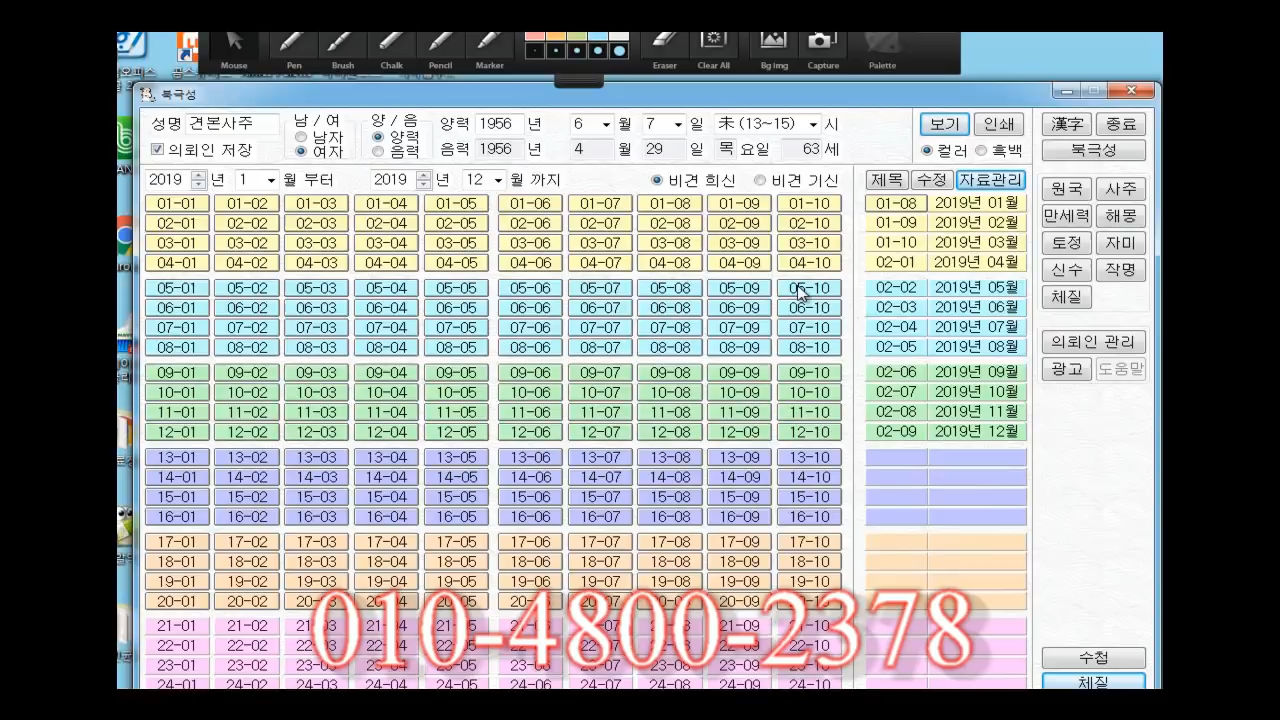 Mouse Pen Brush Chalk Pencil Marker Eraser Clear All Bg Img Capture Palette
북극성
성명 견본사주 남 / 여 양 / 음 양력 1956 년 6 월 7 일 未 (13~15) 시 보기 인쇄 漢字 종료
남자 양력
의뢰인 저장 여자 음력 음력 1956 년 4 월 29 일 목 요일 63 세 컬러 흑백 북극성
2019 년 1 월 부터 2019 년 12 월 까지 비견 희신 비견 기신 제목 수정 자료관리
원국 사주
만세력 해몽
토정 자미
신수 작명
체질
의뢰인 관리
광고 도움말
수첩
체질
01-01 01-02 01-03 01-04 01-05 01-06 01-07 01-08 01-09 01-10 01-08 2019년 01월
02-01 02-02 02-03 02-04 02-05 02-06 02-07 02-08 02-09 02-10 01-09 2019년 02월
03-01 03-02 03-03 03-04 03-05 03-06 03-07 03-08 03-09 03-10 01-10 2019년 03월
04-01 04-02 04-03 04-04 04-05 04-06 04-07 04-08 04-09 04-10 02-01 2019년 04월
05-01 05-02 05-03 05-04 05-05 05-06 05-07 05-08 05-09 05-10 02-02 2019년 05월
06-01 06-02 06-03 06-04 06-05 06-06 06-07 06-08 06-09 06-10 02-03 2019년 06월
07-01 07-02 07-03 07-04 07-05 07-06 07-07 07-08 07-09 07-10 02-04 2019년 07월
08-01 08-02 08-03 08-04 08-05 08-06 08-07 08-08 08-09 08-10 02-05 2019년 08월
09-01 09-02 09-03 09-04 09-05 09-06 09-07 09-08 09-09 09-10 02-06 2019년 09월
10-01 10-02 10-03 10-04 10-05 10-06 10-07 10-08 10-09 10-10 02-07 2019년 10월
11-01 11-02 11-03 11-04 11-05 11-06 11-07 11-08 11-09 11-10 02-08 2019년 11월
12-01 12-02 12-03 12-04 12-05 12-06 12-07 12-08 12-09 12-10 02-09 2019년 12월
13-01 13-02 13-03 13-04 13-05 13-06 13-07 13-08 13-09 13-10
14-01 14-02 14-03 14-04 14-05 14-06 14-07 14-08 14-09 14-10
15-01 15-02 15-03 15-04 15-05 15-06 15-07 15-08 15-09 15-10
16-01 16-02 16-03 16-04 16-05 16-06 16-07 16-08 16-09 16-10
17-01 17-02 17-03 17-04 17-05 17-06 17-07 17-08 17-09 17-10
18-01 18-02 18-03 18-04 18-05 18-06 18-07 18-08 18-09 18-10
19-01 19-02 19-03 19-04 19-05 19-06 19-07 19-08 19-09 19-10
20-01 20-02
21-01 21-02
22-01 22-02
23-01 23-02
24-01 24-02 24-03 24-04 24-05 24-06 24-07 24-08 24-09 24-10
010-4800-2378